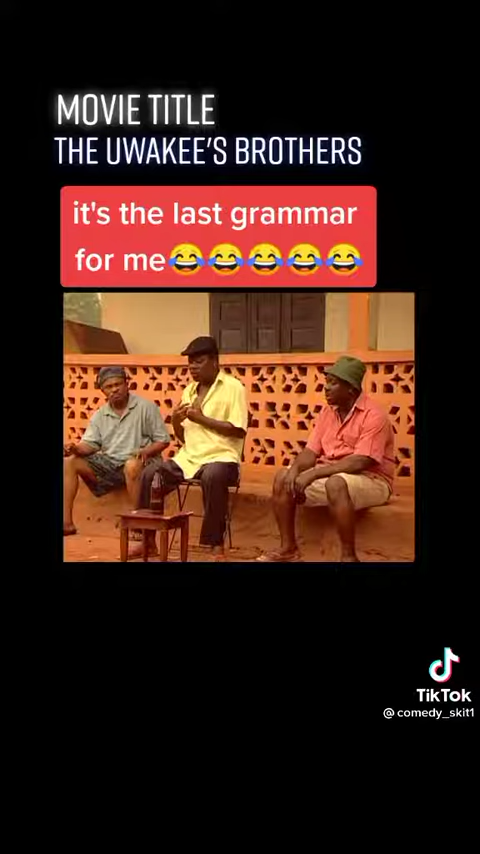 MOVIE TITLE
THE UWAKEE'S BROTHERS
it's the last grammar
for me😂😂😂😂😂
TikTok
@comedy_skit1